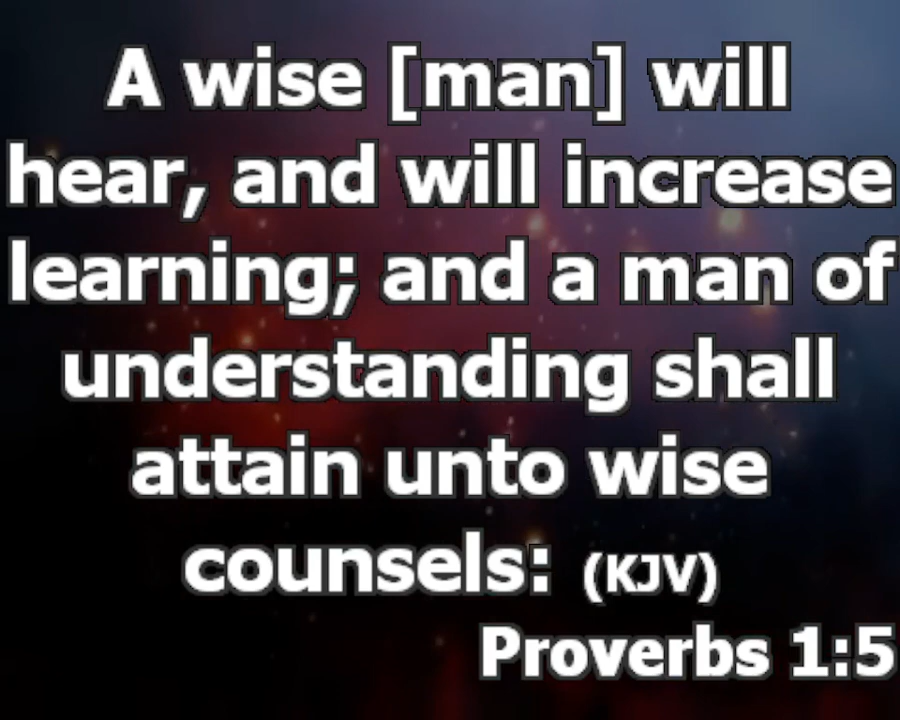 A wise [man] will
hear, and will increase
learning; and a man of
understanding shall
attain unto wise
counsels: (KJV)
Proverbs 1:5